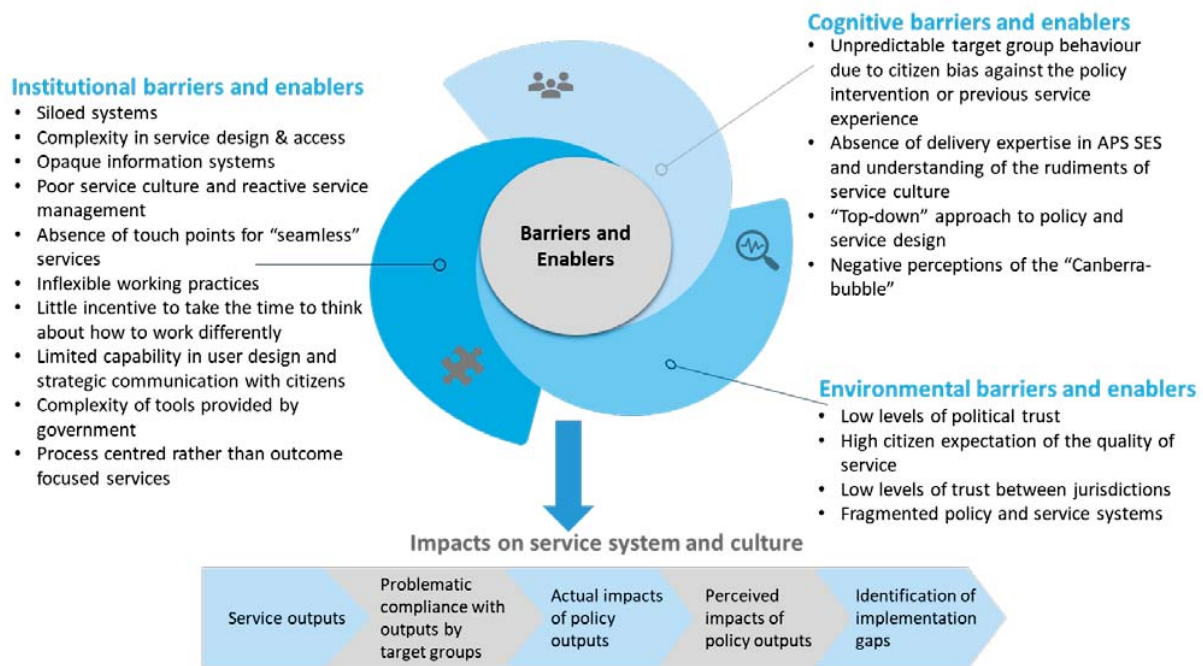 Institutional barriers and enablers
• Siloed systems
• Complexity in service design & access
• Opaque information systems
• Poor service culture and reactive service
management
• Absence of touch points for “seamless”
services
• Inflexible working practices
• Little incentive to take the time to think
about how to work differently
• Limited capability in user design and
strategic communication with citizens
• Complexity of tools provided by
government
• Process centred rather than outcome
focused services
Barriers and
Enablers
Cognitive barriers and enablers
• Unpredictable target group behaviour
due to citizen bias against the policy
intervention or previous service
experience
• Absence of delivery expertise in APS SES
and understanding of the rudiments of
service culture
• “Top-down” approach to policy and
service design
• Negative perceptions of the “Canberra-
bubble”
Environmental barriers and enablers
• Low levels of political trust
• High citizen expectation of the quality of
service
• Low levels of trust between jurisdictions
• Fragmented policy and service systems
Impacts on service system and culture
Service outputs
Problematic
compliance with
outputs by
target groups
Actual impacts
of policy
outputs
Perceived
impacts of
policy outputs
Identification of
implementation
gaps